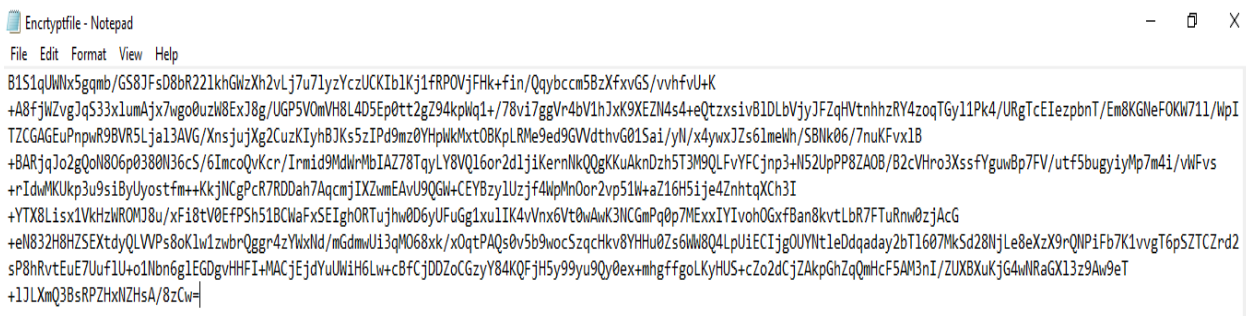 Encrtyptfile - Notepad
File Edit Format View Help
B1S1qUWNx5gqmb/GS8JFsD8bR22lkhGWzXh2vLj7u7lyzYczUCKIblKj1fRPOVjFHk+fin/Qqybccm5BzXfxvGS/vvhfvU+K
+A8fjWZvgJqS33xlumAjx7wgo0uzW8ExJ8g/UGP5VOmVH8L4D5Ep0tt2gZ94kpWq1+/78vi7ggVr4bV1hJxK9XEZN4s4+eQtzxsivBlDLbVjyJFZqHVtnhhzRY4zoqTGyl1Pk4/URgTcEIezpbnT/Em8KGNeFOKW71l/WpI
TZCGAGEuPnpwR9BVR5Ljal3AVG/XnsjujXg2CuzKIyhBJKs5zIPd9mz0YHpWkMxtOBKpLRMe9ed9GVVdthvG01Sai/yN/x4ywxJZs6lmeWh/SBNk06/7nuKFvxlB
+BARjqJo2gQoN8O6p0380N36cS/6ImcoQvKcr/Irmid9MdWrMbIAZ78TqyLY8VQl6or2dljiKernNkQQgKKuAknDzh5T3M9QLFvYFCjnp3+N52UpPP8ZAOB/B2cVHro3XssfYguwBp7FV/utf5bugyiyMp7m4i/vWFvs
+rIdwMKUkp3u9siByUyostfm++KkjNCgPcR7RDDah7AqcmjIXZwmEAvU9QGW+CEYBzylUzjf4WpMnOor2vp51W+aZ16H5ije4ZnhtqXCh3I
+YTX8Lisx1VkHzWROMJ8u/xFi8tV0EfPSh51BCWaFxSEIghORTujhw0D6yUFuGg1xulIK4vVnx6Vt0wAwK3NCGmPq0p7MExxIYIvohOGxfBan8kvtLbR7FTuRnw0zjAcG
+eN832H8HZSEXtdyQLVVPs8oKlw1zwbrQggr4zYWxNd/mGdmwUi3qMO68xk/xOqtPAQs0v5b9wocSzqcHkv8YHHu0Zs6WW8Q4LpUiECIjgOUYNtleDdqaday2bTl607MkSd28NjLe8eXzX9rQNPiFb7K1vvgT6pSZTCZrd2
sP8hRvtEuE7UuflU+o1Nbn6glEGDgvHHFI+MACjEjdYuUWiH6Lw+cBfCjDDZoCGzyY84KQFjH5y99yu9Qy0ex+mhgffgoLKyHUS+cZo2dCjZAkpGhZqQmHcF5AM3nI/ZUXBXuKjG4wNRaGXl3z9Aw9eT
+lJLXmQ3BsRPZHxNZHsA/8zCw=